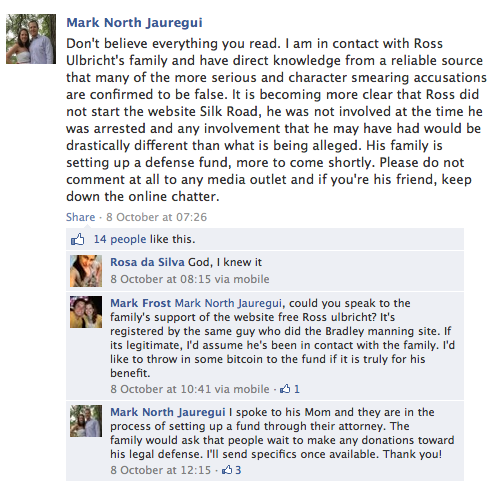 Mark North Jauregui
Don't believe everything you read. I am in contact with Ross
Ulbricht's family and have direct knowledge from a reliable source
that many of the more serious and character smearing accusations
are confirmed to be false. It is becoming more clear that Ross did
not start the website Silk Road, he was not involved at the time he
was arrested and any involvement that he may have had would be
drastically different than what is being alleged. His family is
setting up a defense fund, more to come shortly. Please do not
comment at all to any media outlet and if you're his friend, keep
down the online chatter.
Share · 8 October at 07:26
14 people like this.
Rosa da Silva God, I knew it
8 October at 08:15 via mobile
Mark Frost Mark North Jauregui, could you speak to the
family's support of the website free Ross ulbricht? It's
registered by the same guy who did the Bradley manning site. If
its legitimate, I'd assume he's been in contact with the family. I'd
like to throw in some bitcoin to the fund if it is truly for his
benefit.
8 October at 10:41 via mobile · 1
Mark North Jauregui I spoke to his Mom and they are in the
process of setting up a fund through their attorney. The
family would ask that people wait to make any donations toward
his legal defense. I'll send specifics once available. Thank you!
8 October at 12:15 · 3